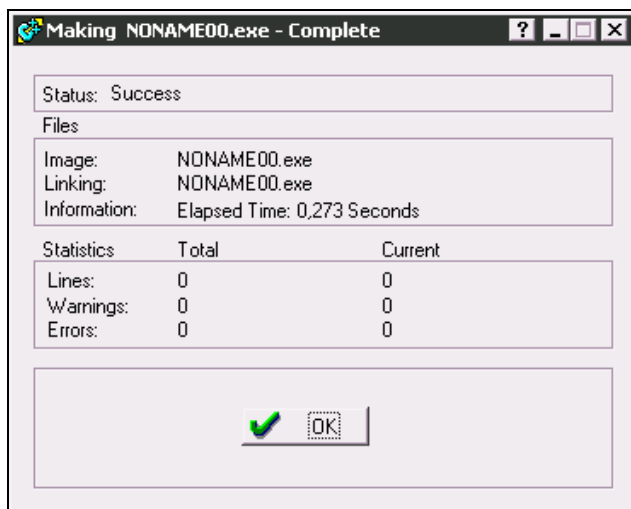 Making NONAME00.exe - Complete
Status: Success
Files
Image: NONAME00.exe
Linking: NONAME00.exe
Information: Elapsed Time: 0,273 Seconds
Statistics Total Current
Lines: 0 0
Warnings: 0 0
Errors: 0 0
OK